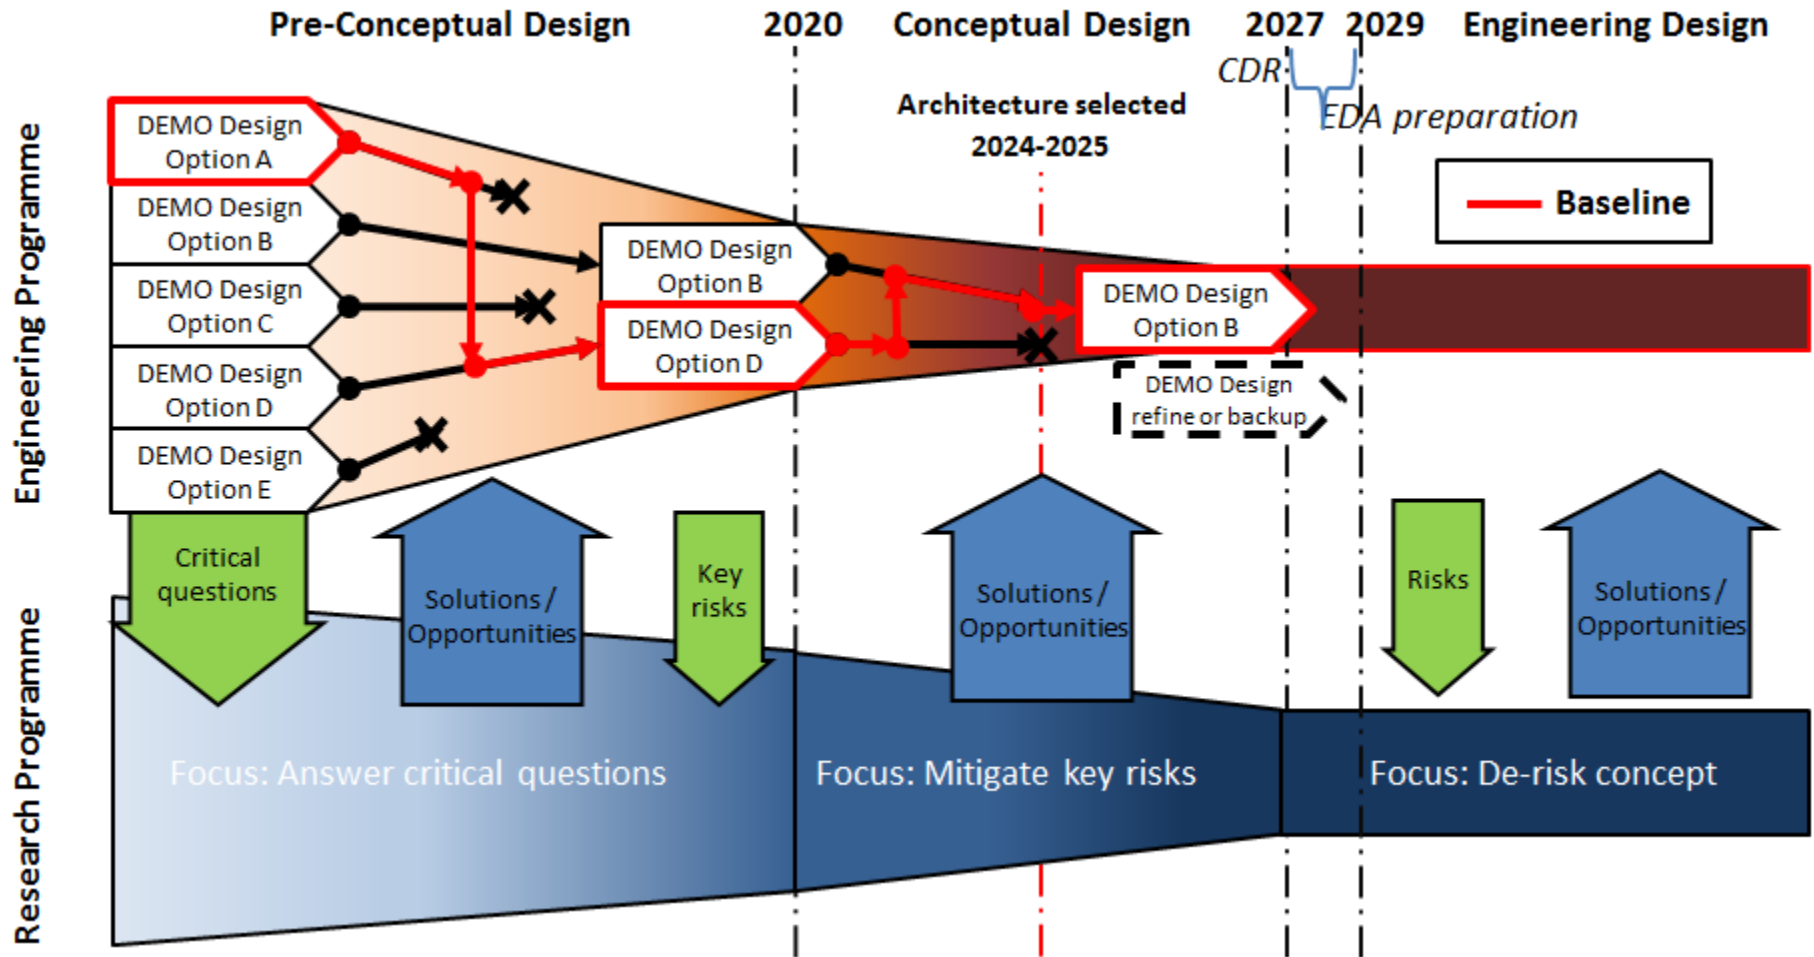 Pre-Conceptual Design
2020
Conceptual Design
2027
2029
Engineering Design
CDR
EDA preparation
Architecture selected
2024-2025
Baseline
Engineering Programme
DEMO Design
Option A
DEMO Design
Option B
DEMO Design
Option C
DEMO Design
Option D
DEMO Design
Option E
DEMO Design
Option B
DEMO Design
Option D
DEMO Design
Option B
DEMO Design
refine or backup
Critical
questions
Solutions /
Opportunities
Key
risks
Solutions /
Opportunities
Risks
Solutions /
Opportunities
Research Programme
Focus: Answer critical questions
Focus: Mitigate key risks
Focus: De-risk concept